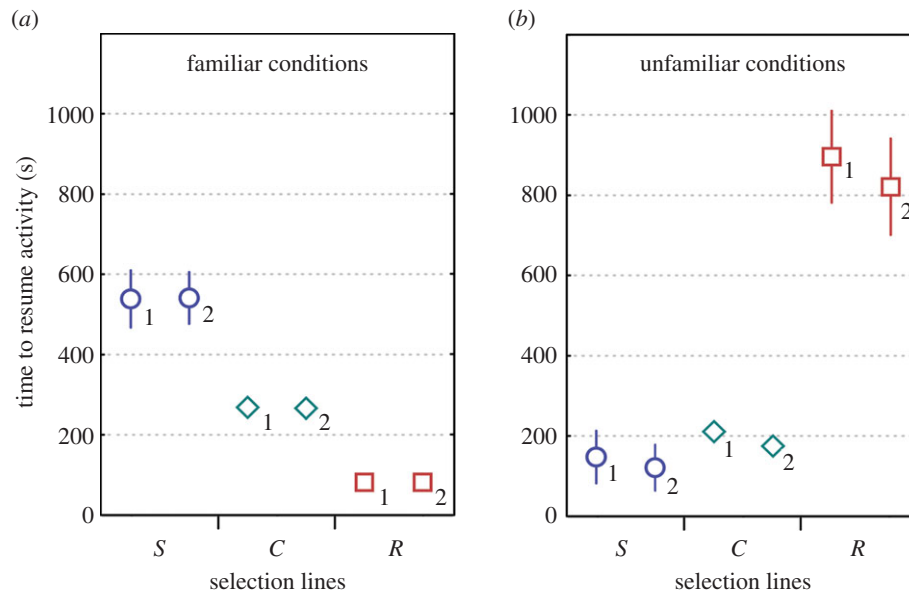 (a)
familiar conditions
time to resume activity (s)
1000
800
600
400
200
0
1
2
1
2
1
2
S
C
R
selection lines
(b)
unfamiliar conditions
1000
800
600
400
200
0
1
2
1
2
1
2
S
C
R
selection lines